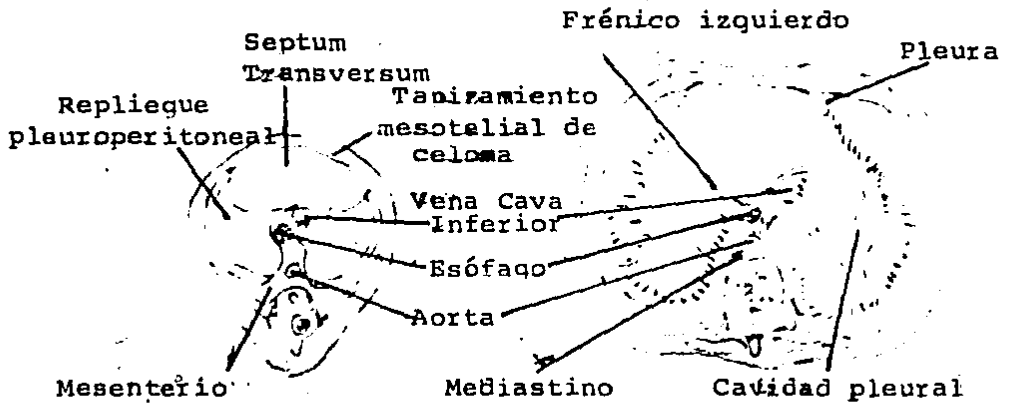 Frénico izquierdo
Septum
Transversum
Pleura
Repliegue
pleuroperitoneal
Tapizamiento
mesotelial de
celoma
Vena Cava
Inferior
Esófago
Aorta
Mesenterio
Mediastino
Cavidad pleural